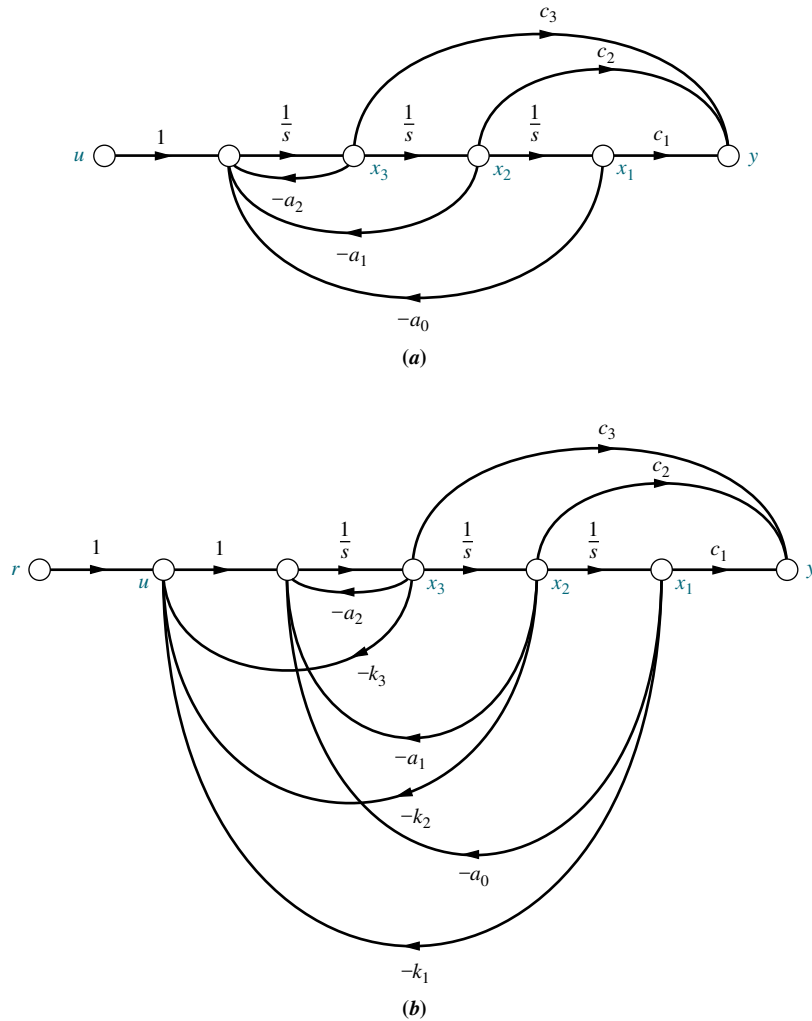 c3
c2
1
1/s
1/s
1/s
c1
u
x3
x2
x1
y
−a2
−a1
−a0
(a)
c3
c2
1
1
1/s
1/s
1/s
c1
r
u
x3
x2
x1
y
−a2
−k3
−a1
−k2
−a0
−k1
(b)